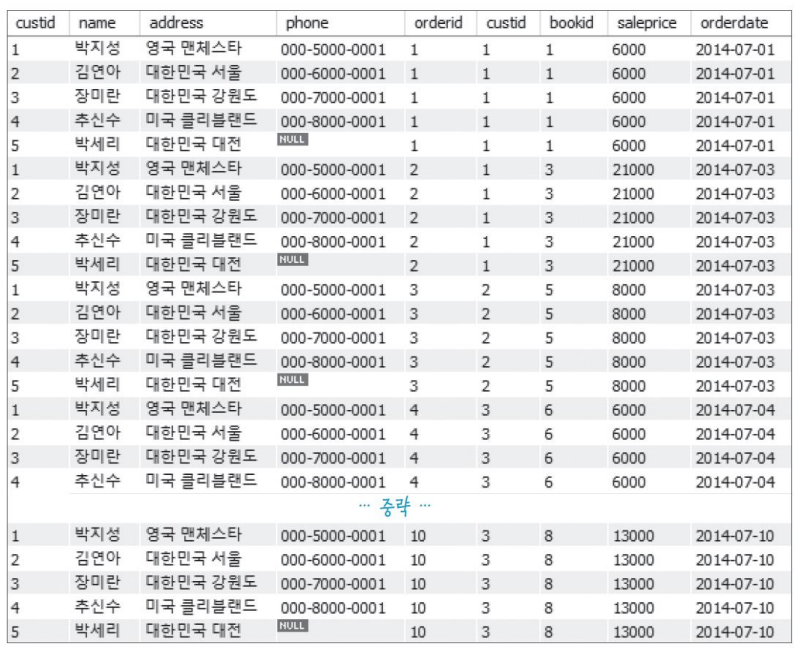 custid name address phone orderid custid bookid saleprice orderdate
1 박지성 영국 맨체스타 000-5000-0001 1 1 1 6000 2014-07-01
2 김연아 대한민국 서울 000-6000-0001 1 1 1 6000 2014-07-01
3 장미란 대한민국 강원도 000-7000-0001 1 1 1 6000 2014-07-01
4 추신수 미국 클리블랜드 000-8000-0001 1 1 1 6000 2014-07-01
5 박세리 대한민국 대전 NULL 1 1 1 6000 2014-07-01
1 박지성 영국 맨체스타 000-5000-0001 2 1 3 21000 2014-07-03
2 김연아 대한민국 서울 000-6000-0001 2 1 3 21000 2014-07-03
3 장미란 대한민국 강원도 000-7000-0001 2 1 3 21000 2014-07-03
4 추신수 미국 클리블랜드 000-8000-0001 2 1 3 21000 2014-07-03
5 박세리 대한민국 대전 NULL 2 1 3 21000 2014-07-03
1 박지성 영국 맨체스타 000-5000-0001 3 2 5 8000 2014-07-03
2 김연아 대한민국 서울 000-6000-0001 3 2 5 8000 2014-07-03
3 장미란 대한민국 강원도 000-7000-0001 3 2 5 8000 2014-07-03
4 추신수 미국 클리블랜드 000-8000-0001 3 2 5 8000 2014-07-03
5 박세리 대한민국 대전 NULL 3 2 5 8000 2014-07-03
1 박지성 영국 맨체스타 000-5000-0001 4 3 6 6000 2014-07-04
2 김연아 대한민국 서울 000-6000-0001 4 3 6 6000 2014-07-04
3 장미란 대한민국 강원도 000-7000-0001 4 3 6 6000 2014-07-04
4 추신수 미국 클리블랜드 000-8000-0001 4 3 6 6000 2014-07-04
… 중략 …
1 박지성 영국 맨체스타 000-5000-0001 10 3 8 13000 2014-07-10
2 김연아 대한민국 서울 000-6000-0001 10 3 8 13000 2014-07-10
3 장미란 대한민국 강원도 000-7000-0001 10 3 8 13000 2014-07-10
4 추신수 미국 클리블랜드 000-8000-0001 10 3 8 13000 2014-07-10
5 박세리 대한민국 대전 NULL 10 3 8 13000 2014-07-10